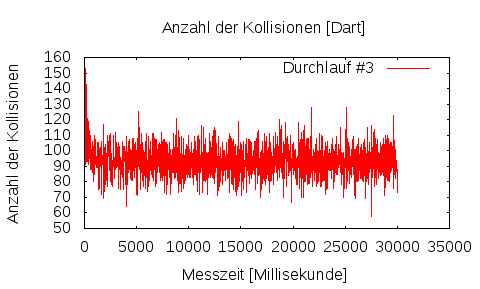 Anzahl der Kollisionen [Dart]
Durchlauf #3
Anzahl der Kollisionen
160
150
140
130
120
110
100
90
80
70
60
50
0 5000 10000 15000 20000 25000 30000 35000
Messzeit [Millisekunde]